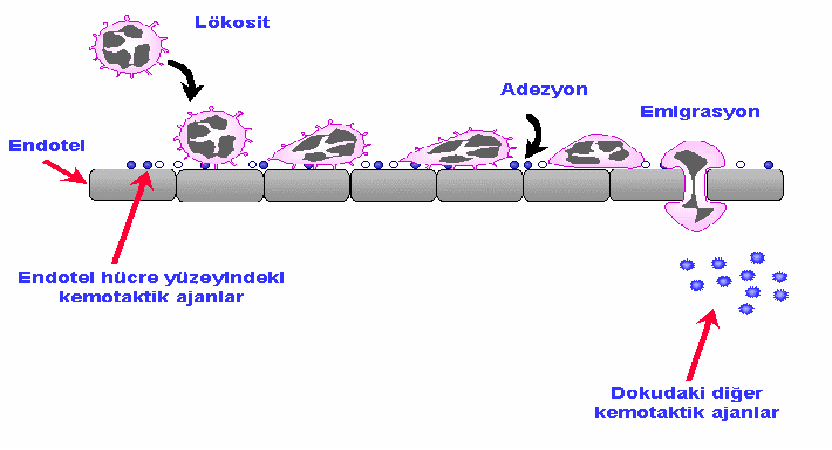 Lökosit
Adezyon
Emigrasyon
Endotel
Endotel hücre yüzeyindeki
kemotaktik ajanlar
Dokudaki diğer
kemotaktik ajanlar